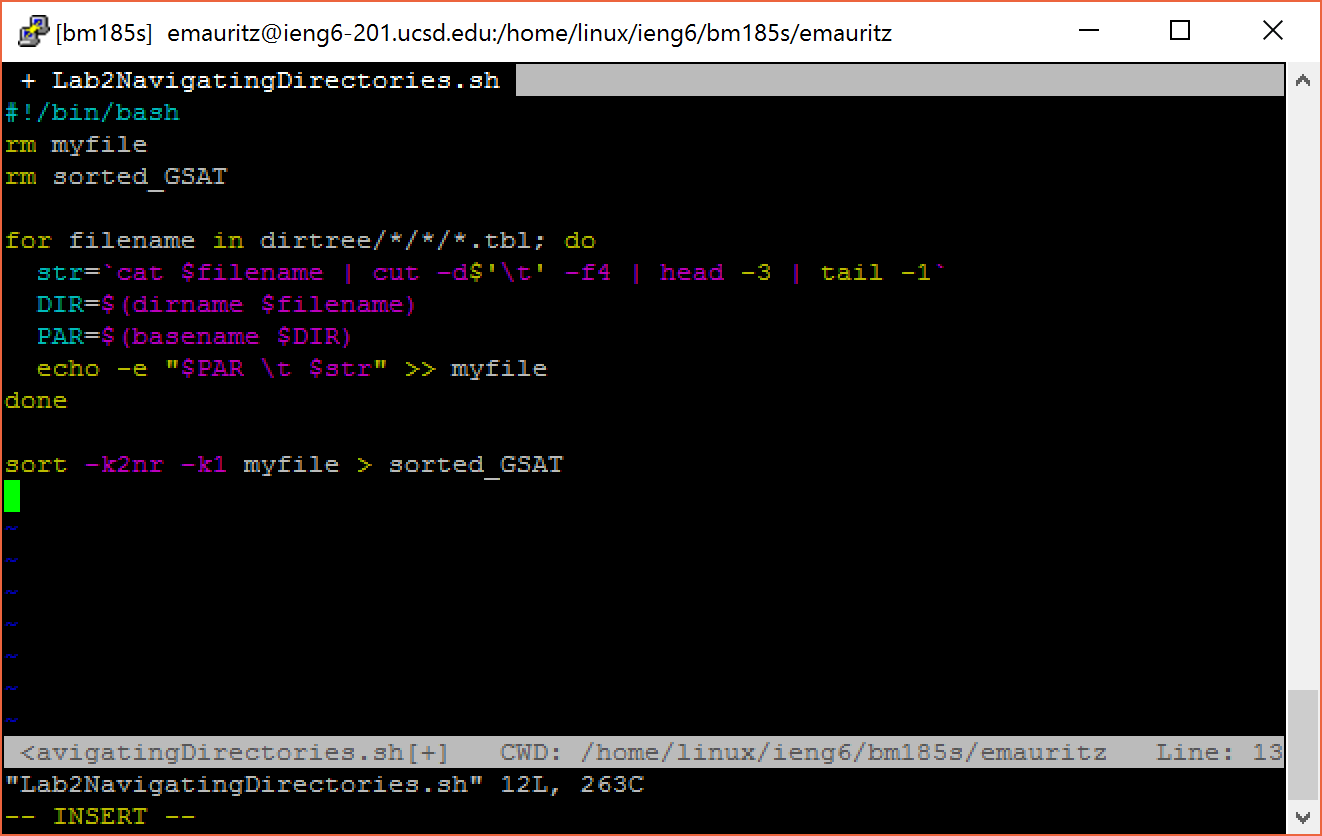 [bm185s] emauritz@ieng6-201.ucsd.edu:/home/linux/ieng6/bm185s/emauritz
+ Lab2NavigatingDirectories.sh
#!/bin/bash
rm myfile
rm sorted_GSAT
for filename in dirtree/*/*/*.tbl; do
  str=`cat $filename | cut -d$'\t' -f4 | head -3 | tail -1`
  DIR=$(dirname $filename)
  PAR=$(basename $DIR)
  echo -e "$PAR \t $str" >> myfile
done
sort -k2nr -k1 myfile > sorted_GSAT
~
~
~
~
~
~
~
<avigatingDirectories.sh[+] CWD: /home/linux/ieng6/bm185s/emauritz Line: 13
"Lab2NavigatingDirectories.sh" 12L, 263C
-- INSERT --